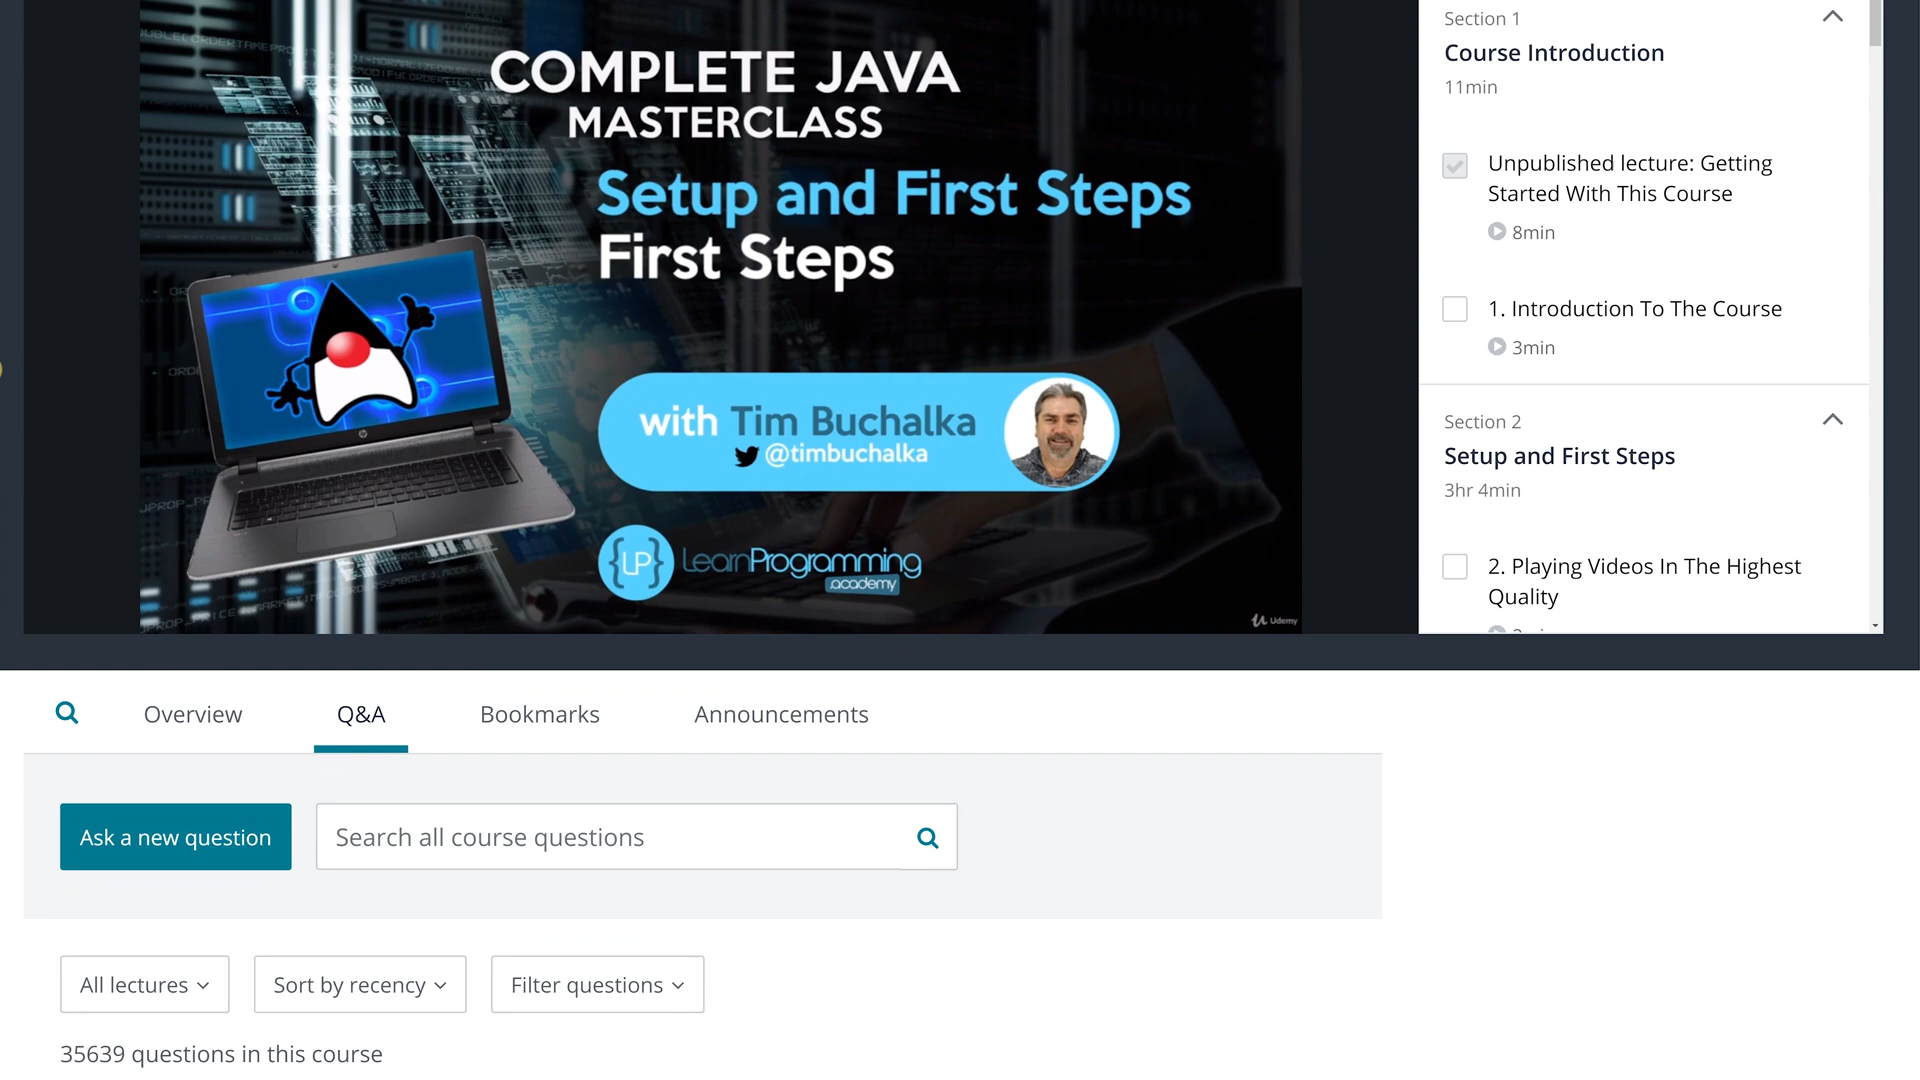 COMPLETE JAVA
MASTERCLASS
Setup and First Steps
First Steps
with Tim Buchalka
@timbuchalka
{LP} LearnProgramming
.academy
Udemy
Section 1
Course Introduction
11min
Unpublished lecture: Getting
Started With This Course
8min
1. Introduction To The Course
3min
Section 2
Setup and First Steps
3hr 4min
2. Playing Videos In The Highest
Quality
Overview
Q&A
Bookmarks
Announcements
Ask a new question
Search all course questions
All lectures
Sort by recency
Filter questions
35639 questions in this course